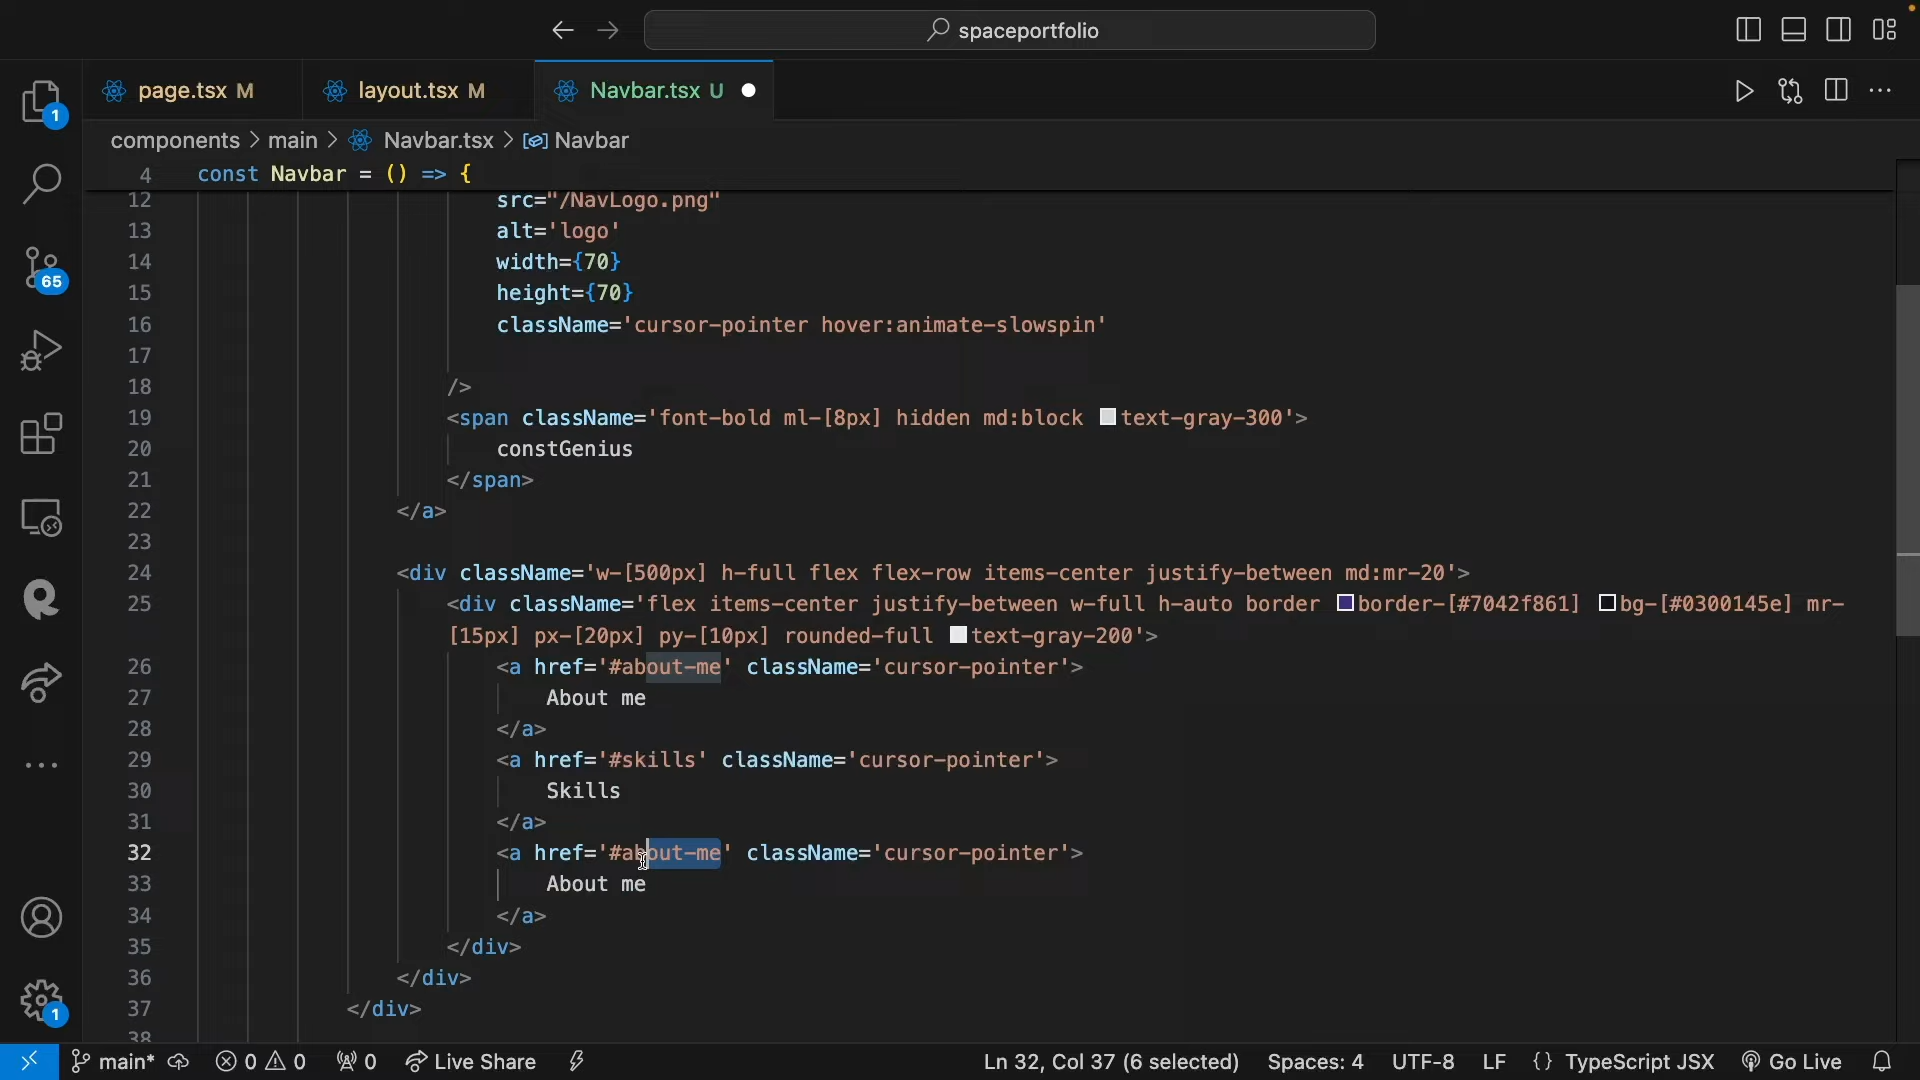 spaceportfolio
page.tsx M
layout.tsx M
Navbar.tsx U
components > main > Navbar.tsx > Navbar
4 const Navbar = () => {
12 src="/NavLogo.png"
13 alt='logo'
14 width={70}
15 height={70}
16 className='cursor-pointer hover:animate-slowspin'
17
18 />
19 <span className='font-bold ml-[8px] hidden md:block text-gray-300'>
20 constGenius
21 </span>
22 </a>
23
24 <div className='w-[500px] h-full flex flex-row items-center justify-between md:mr-20'>
25 <div className='flex items-center justify-between w-full h-auto border border-[#7042f861] bg-[#0300145e] mr-
[15px] px-[20px] py-[10px] rounded-full text-gray-200'>
26 <a href='#about-me' className='cursor-pointer'>
27 About me
28 </a>
29 <a href='#skills' className='cursor-pointer'>
30 Skills
31 </a>
32 <a href='#about-me' className='cursor-pointer'>
33 About me
34 </a>
35 </div>
36 </div>
37 </div>
38
1
65
1
main* 0 0 0 Live Share Ln 32, Col 37 (6 selected) Spaces: 4 UTF-8 LF {} TypeScript JSX Go Live